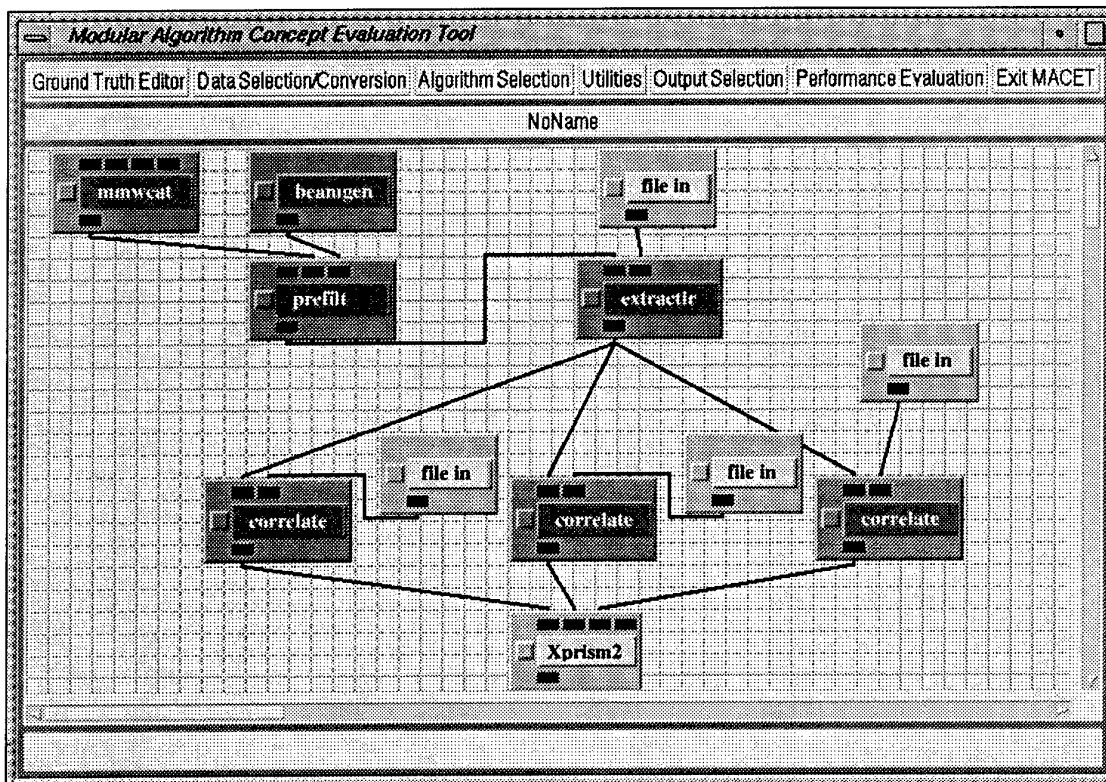 Modular Algorithm Concept Evaluation Tool
Ground Truth Editor Data Selection/Conversion Algorithm Selection Utilities Output Selection Performance Evaluation Exit MACET
NoName
mmwcat beamgen file in
prefilt extractir
file in
file in file in
correlate correlate correlate
Xprism2